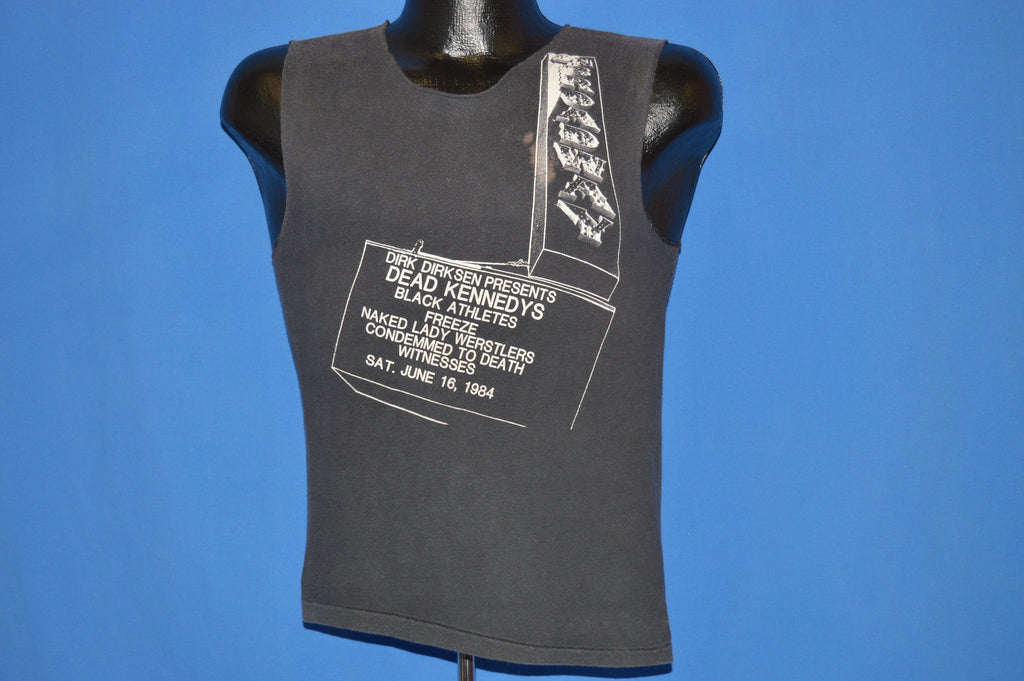 BROADWAY
DIRK DIRKSEN PRESENTS
DEAD KENNEDYS
BLACK ATHLETES
FREEZE
NAKED LADY WERSTLERS
CONDEMMED TO DEATH
WITNESSES
SAT. JUNE 16, 1984